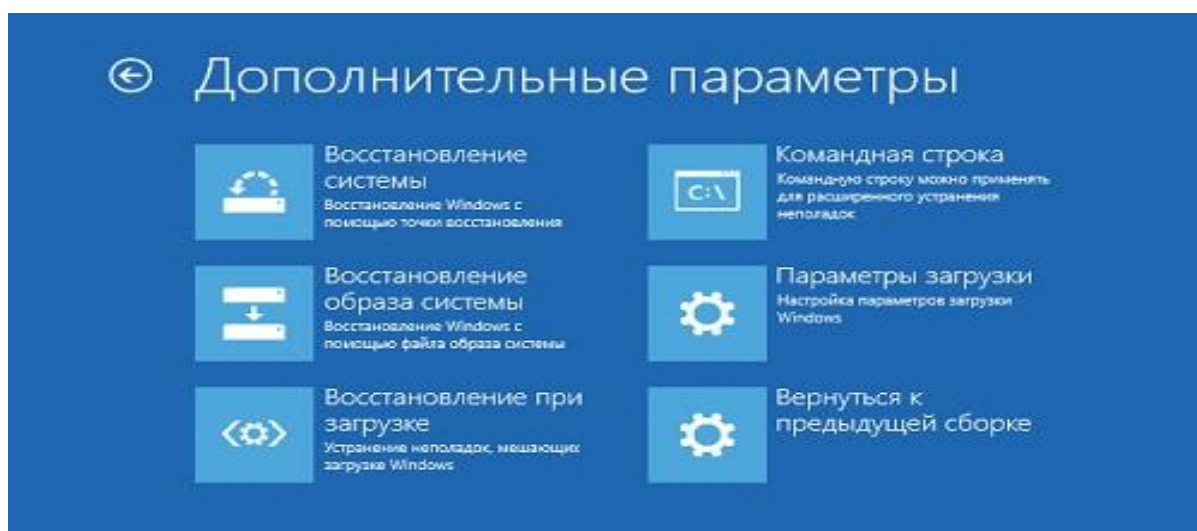 Дополнительные параметры
Восстановление
системы
Восстановление Windows с
помощью точки восстановления
Восстановление
образа системы
Восстановление Windows с
помощью файла образа системы
Восстановление при
загрузке
Устранение неполадок, мешающих
загрузке Windows
Командная строка
Командную строку можно применять
для расширенного устранения
неполадок
C:\
Параметры загрузки
Настройка параметров загрузки
Windows
Вернуться к
предыдущей сборке